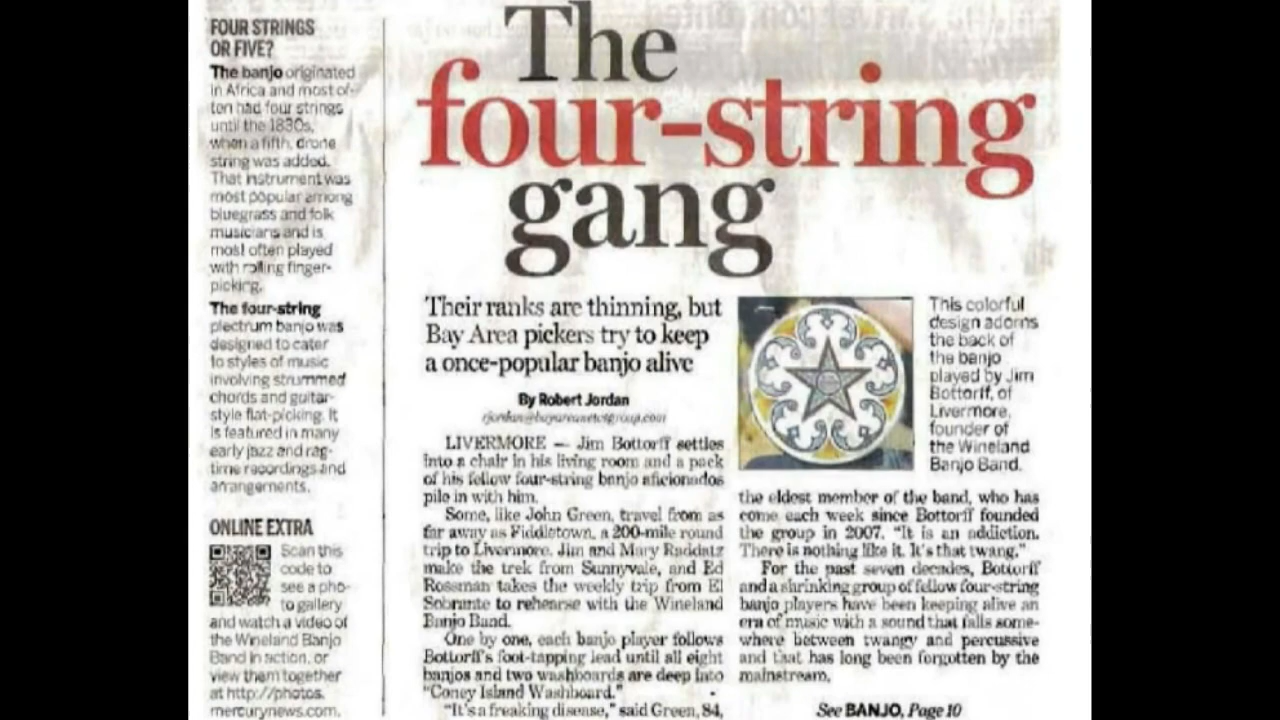 FOUR STRINGS
OR FIVE?
The banjo originated
in Africa and most of-
ten had four strings
until the 1830s,
when a fifth, drone
string was added.
That instrument was
most popular among
bluegrass and folk
musicians and is
most often played
with rolling finger-
picking.
The four-string
plectrum banjo was
designed to cater
to styles of music
involving strummed
chords and guitar-
style flat-picking. It
is featured in many
early jazz and rag-
time recordings and
arrangements.
ONLINE EXTRA
Scan this
code to
see a pho-
to gallery
and watch a video of
the Wineland Banjo
Band in action, or
view them together
at http://photos.
mercurynews.com.
The
four-string
gang
Their ranks are thinning, but
Bay Area pickers try to keep
a once-popular banjo alive
By Robert Jordan
rjordan@bayareanewsgroup.com
LIVERMORE — Jim Bottorff settles
into a chair in his living room and a pack
of his fellow four-string banjo aficionados
pile in with him.
Some, like John Green, travel from as
far away as Fiddletown, a 200-mile round
trip to Livermore. Jim and Mary Raddatz
make the trek from Sunnyvale, and Ed
Rossman takes the weekly trip from El
Sobrante to rehearse with the Wineland
Banjo Band.
One by one, each banjo player follows
Bottorff's foot-tapping lead until all eight
banjos and two washboards are deep into
"Coney Island Washboard."
"It's a freaking disease," said Green, 84,
This colorful
design adorns
the back of
the banjo
played by Jim
Bottorff, of
Livermore,
founder of
the Wineland
Banjo Band.
the eldest member of the band, who has
come each week since Bottorff founded
the group in 2007. "It is an addiction.
There is nothing like it. It's that twang."
For the past seven decades, Bottorff
and a shrinking group of fellow four-string
banjo players have been keeping alive an
era of music with a sound that falls some-
where between twangy and percussive
and that has long been forgotten by the
mainstream.
See BANJO, Page 10